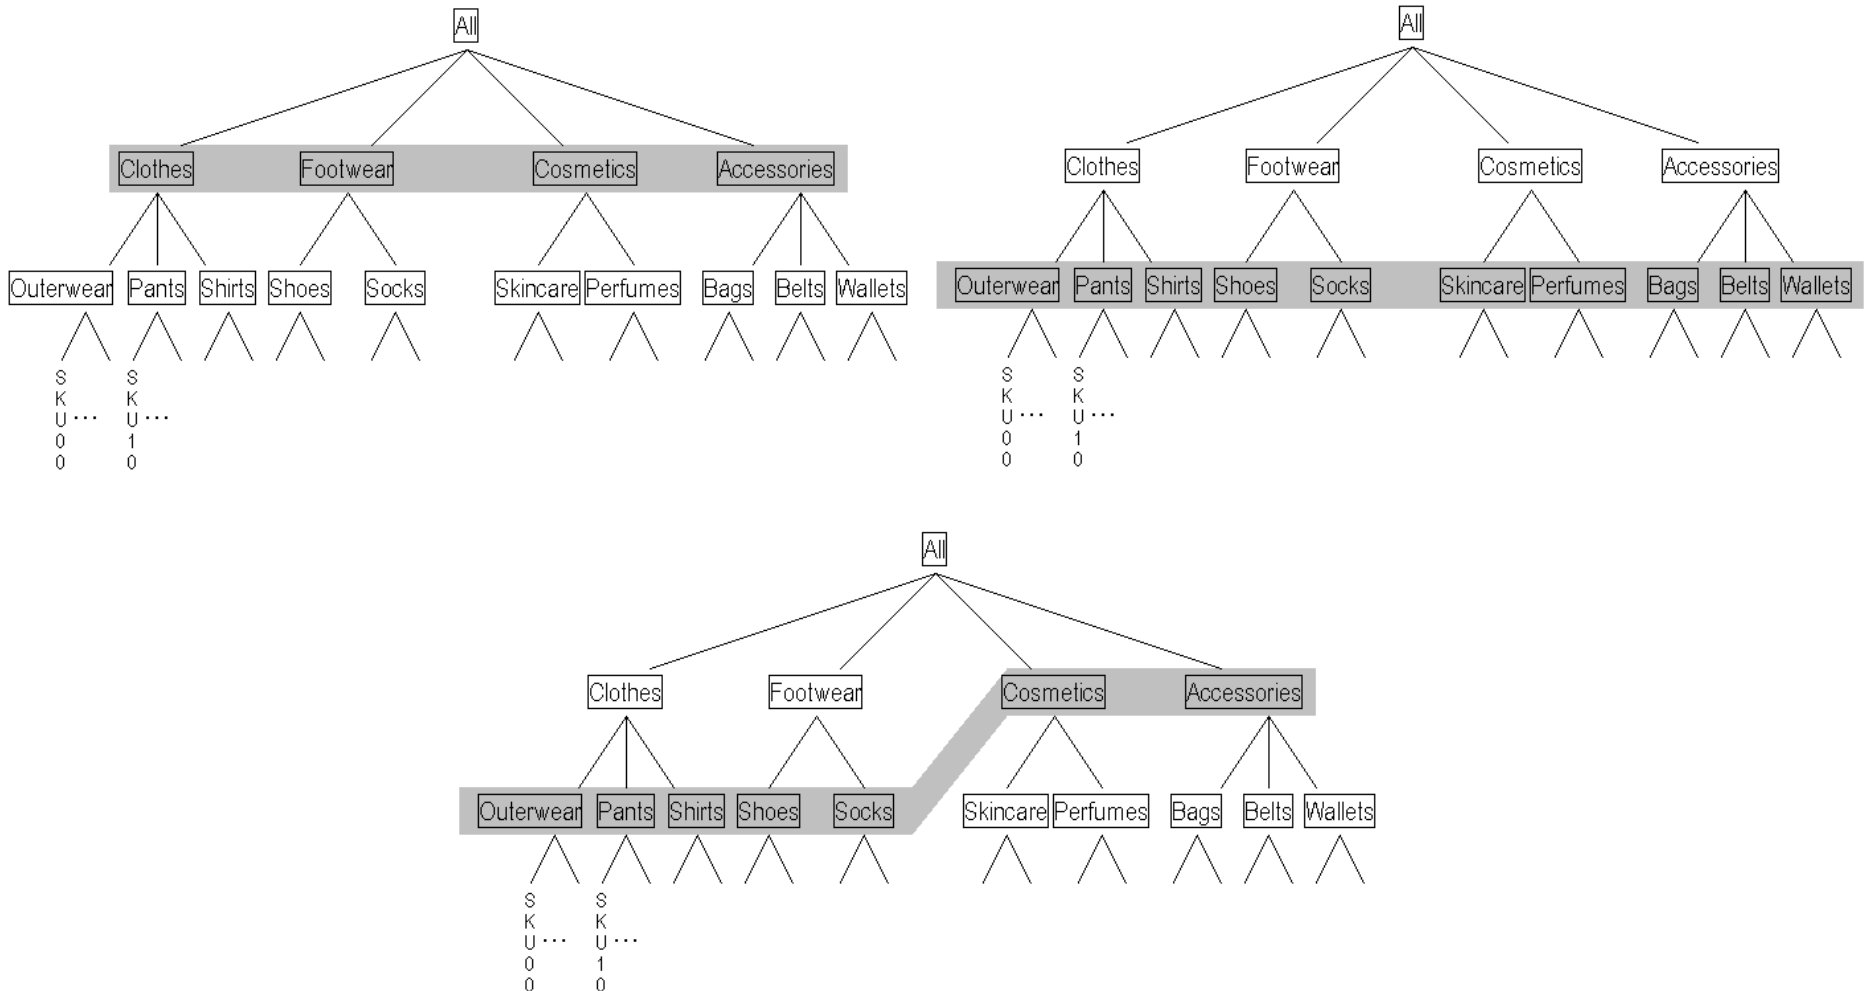 All
Clothes Footwear Cosmetics Accessories
Outerwear Pants Shirts Shoes Socks Skincare Perfumes Bags Belts Wallets
S S
K K
U ··· U ···
0 1
0 0
All
Clothes Footwear Cosmetics Accessories
Outerwear Pants Shirts Shoes Socks Skincare Perfumes Bags Belts Wallets
S S
K K
U ··· U ···
0 1
0 0
All
Clothes Footwear Cosmetics Accessories
Outerwear Pants Shirts Shoes Socks Skincare Perfumes Bags Belts Wallets
S S
K K
U ··· U ···
0 1
0 0